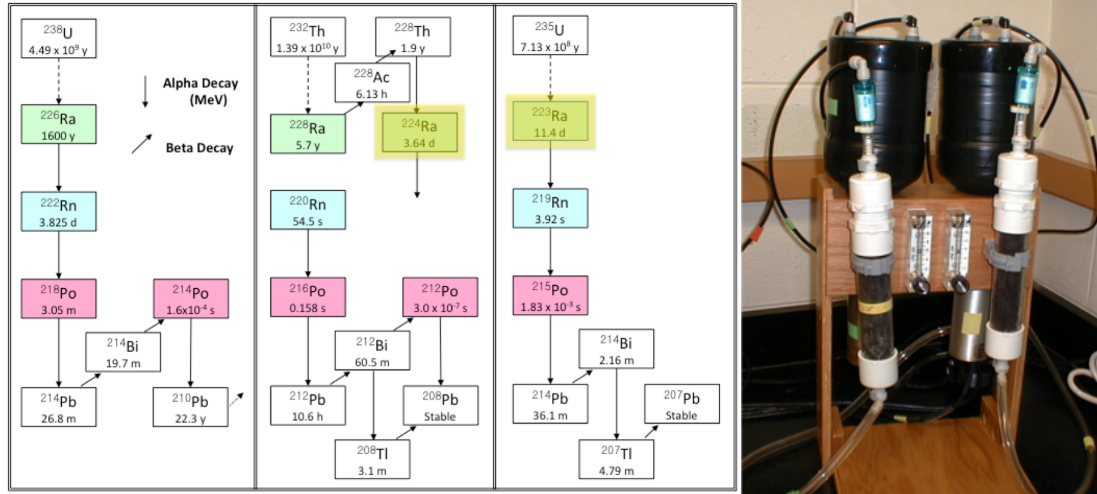 238U
4.49 x 10⁹ y
226Ra
1600 y
222Rn
3.825 d
218Po
3.05 m
214Po
1.6x10⁻⁴ s
214Bi
19.7 m
214Pb
26.8 m
210Pb
22.3 y
Alpha Decay
(MeV)
Beta Decay
232Th
1.39 x 10¹⁰ y
228Th
1.9 y
228Ac
6.13 h
228Ra
5.7 y
224Ra
3.64 d
220Rn
54.5 s
216Po
0.158 s
212Po
3.0 x 10⁻⁷ s
212Bi
60.5 m
212Pb
10.6 h
208Pb
Stable
208Tl
3.1 m
235U
7.13 x 10⁸ y
223Ra
11.4 d
219Rn
3.92 s
215Po
1.83 x 10⁻³ s
214Bi
2.16 m
214Pb
36.1 m
207Pb
Stable
207Tl
4.79 m